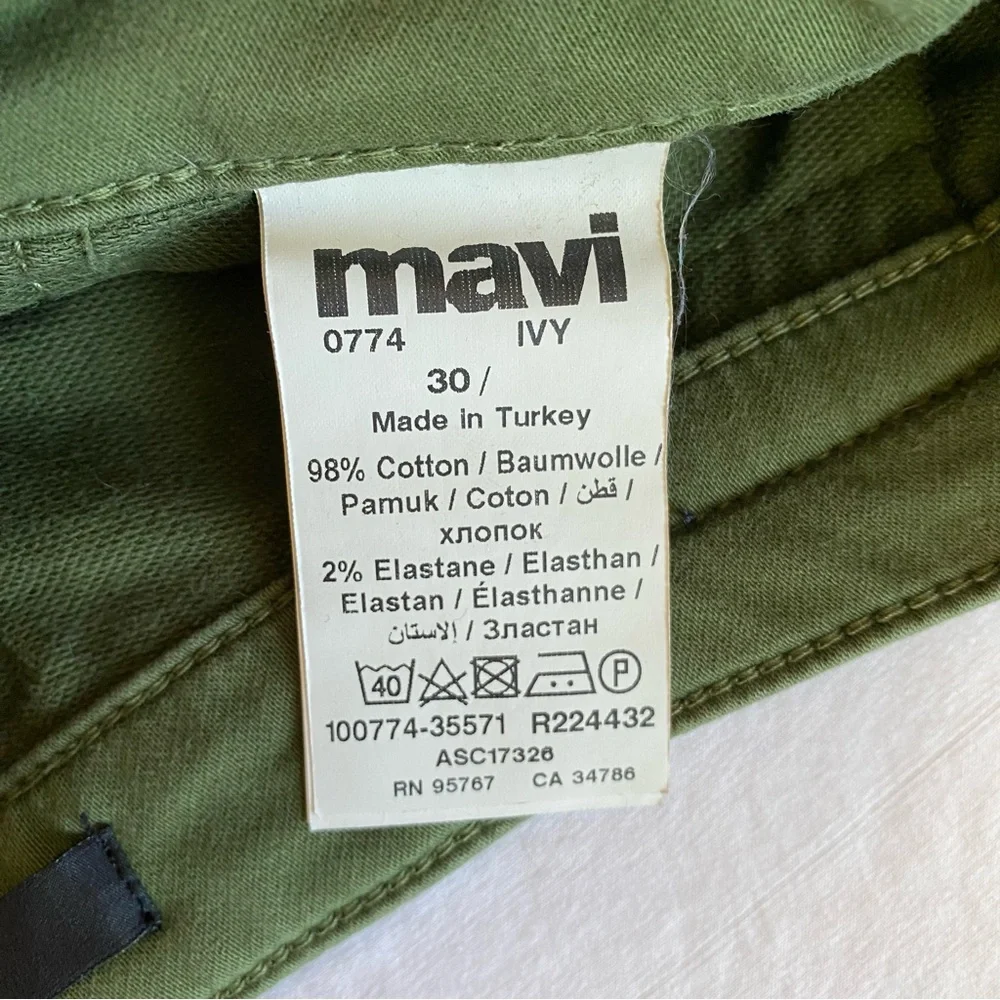 mavi
0774 IVY
30 /
Made in Turkey
98% Cotton / Baumwolle /
Pamuk / Coton / قطن /
хлопок
2% Elastane / Elasthan /
Elastan / Élasthanne /
إلاستان / Эластан
40 P
100774-35571 R224432
ASC17326
RN 95767 CA 34786